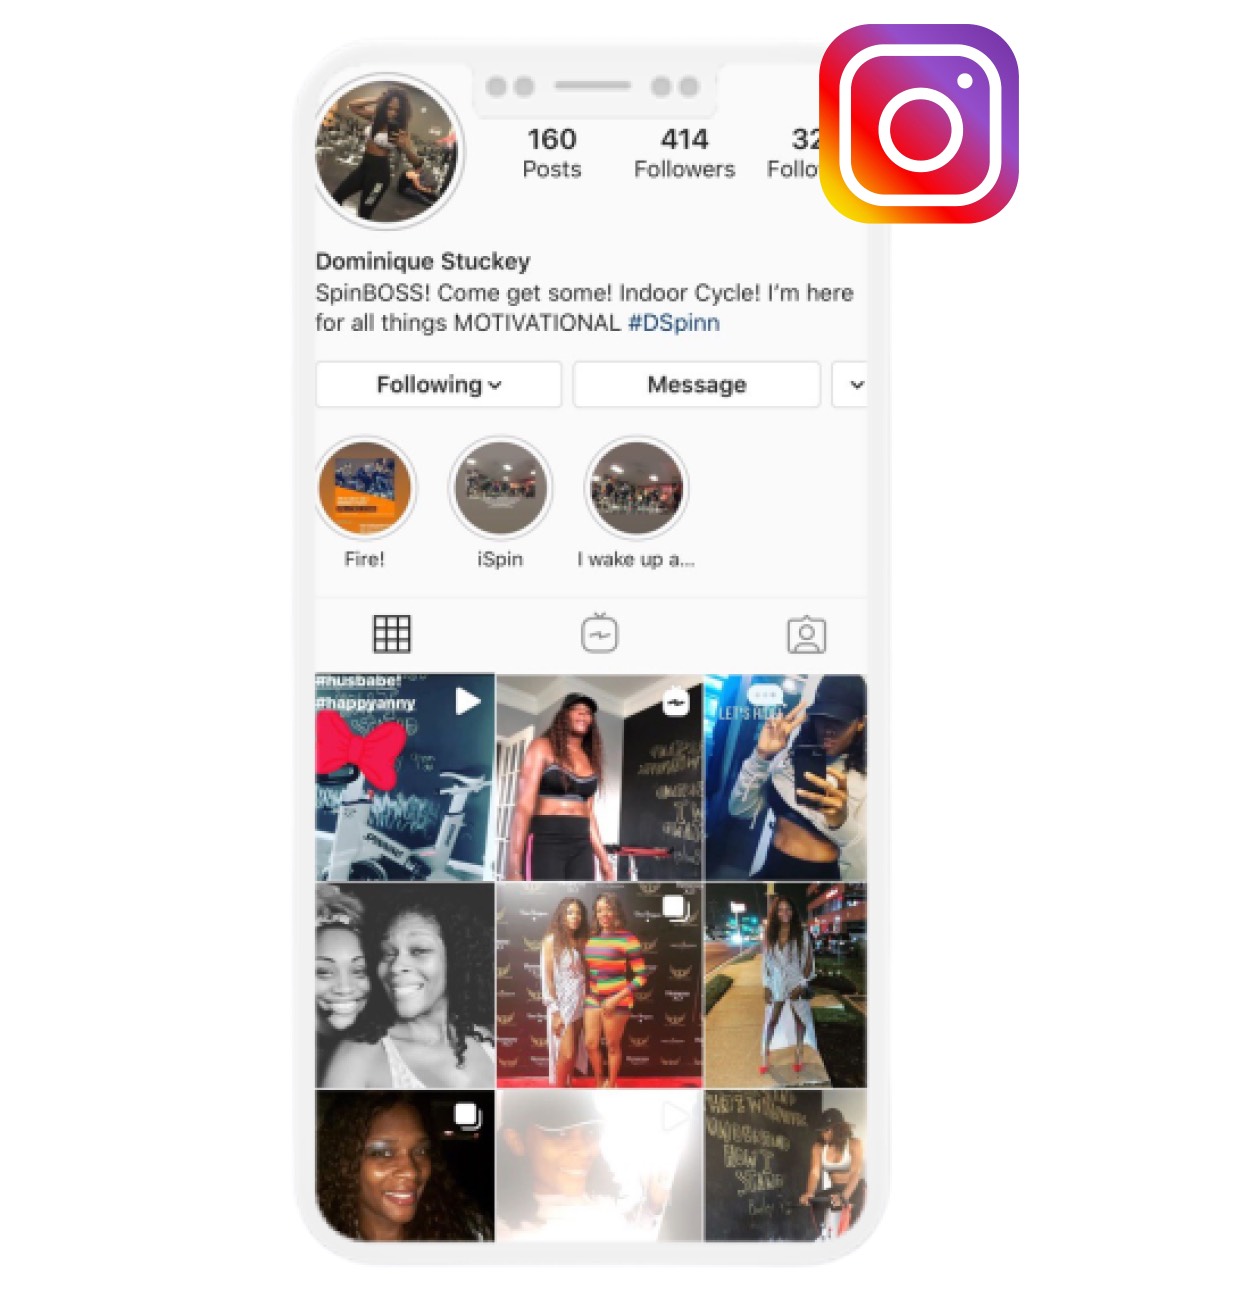 160 414 32
Posts Followers Follo
Dominique Stuckey
SpinBOSS! Come get some! Indoor Cycle! I'm here
for all things MOTIVATIONAL #DSpinn
Following Message
Fire! iSpin I wake up a...
#husbabe!
#happyanny
LET'S RIDE